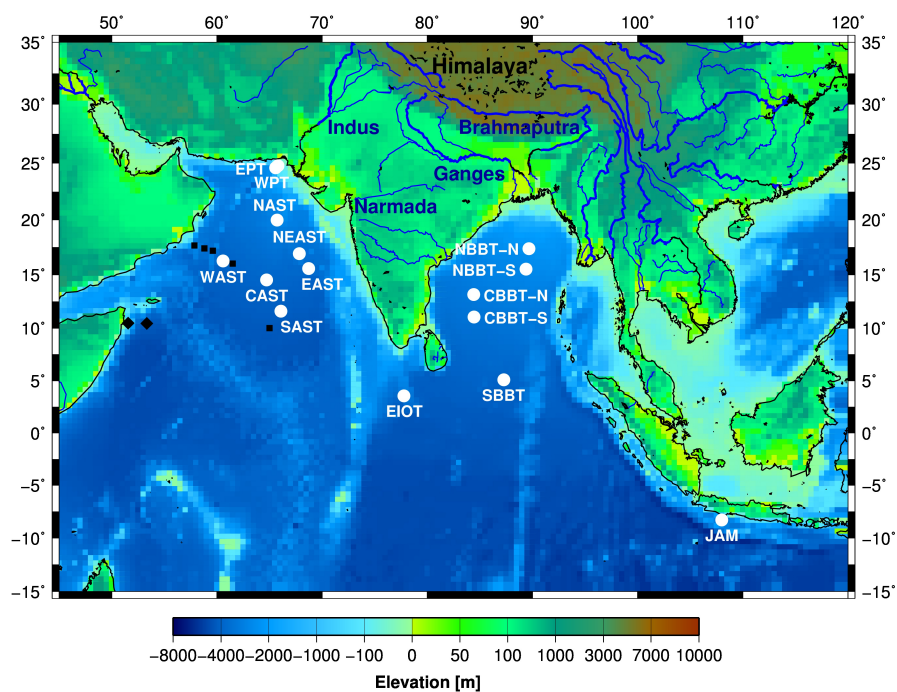 50˚ 60˚ 70˚ 80˚ 90˚ 100˚ 110˚ 120˚
35˚ 35˚
Himalaya
30˚ 30˚
Indus Brahmaputra
25˚ 25˚
EPT
WPT
Ganges
NAST Narmada
20˚ 20˚
NEAST
NBBT−N
WAST EAST NBBT−S
15˚ 15˚
CAST CBBT−N
SAST CBBT−S
10˚ 10˚
5˚ 5˚
SBBT
EIOT
0˚ 0˚
−5˚ −5˚
JAM
−10˚ −10˚
−15˚ −15˚
−8000 −4000 −2000 −1000 −100 0 50 100 1000 3000 7000 10000
Elevation [m]